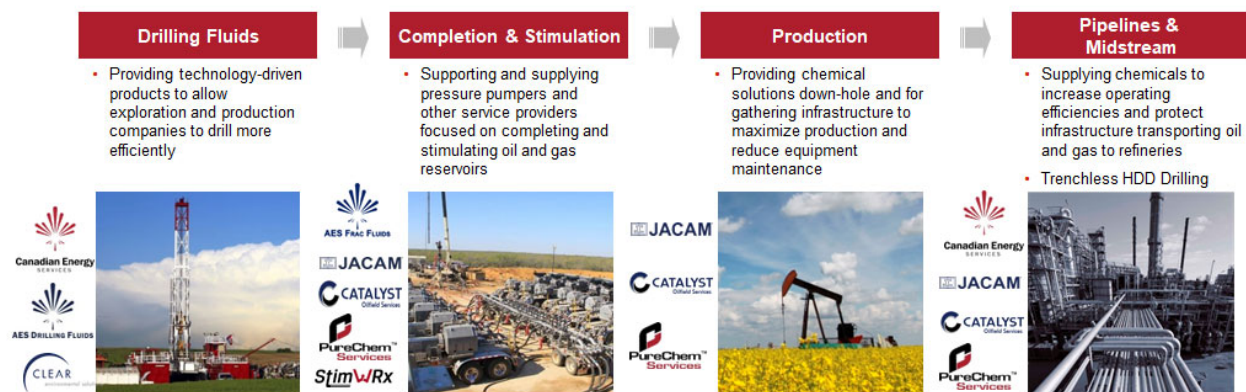 Drilling Fluids
Providing technology-driven
products to allow
exploration and production
companies to drill more
efficiently
Canadian Energy
SERVICES
AES DRILLING FLUIDS
CLEAR
environmental solutions
Completion & Stimulation
Supporting and supplying
pressure pumpers and
other service providers
focused on completing and
stimulating oil and gas
reservoirs
AES FRAC FLUIDS
JACAM
CATALYST
Oilfield Services
PureChem™
Services
StimWRx
Production
Providing chemical
solutions down-hole and for
gathering infrastructure to
maximize production and
reduce equipment
maintenance
JACAM
CATALYST
Oilfield Services
PureChem™
Services
Pipelines &
Midstream
Supplying chemicals to
increase operating
efficiencies and protect
infrastructure transporting oil
and gas to refineries
Trenchless HDD Drilling
Canadian Energy
SERVICES
JACAM
CATALYST
Oilfield Services
PureChem™
Services